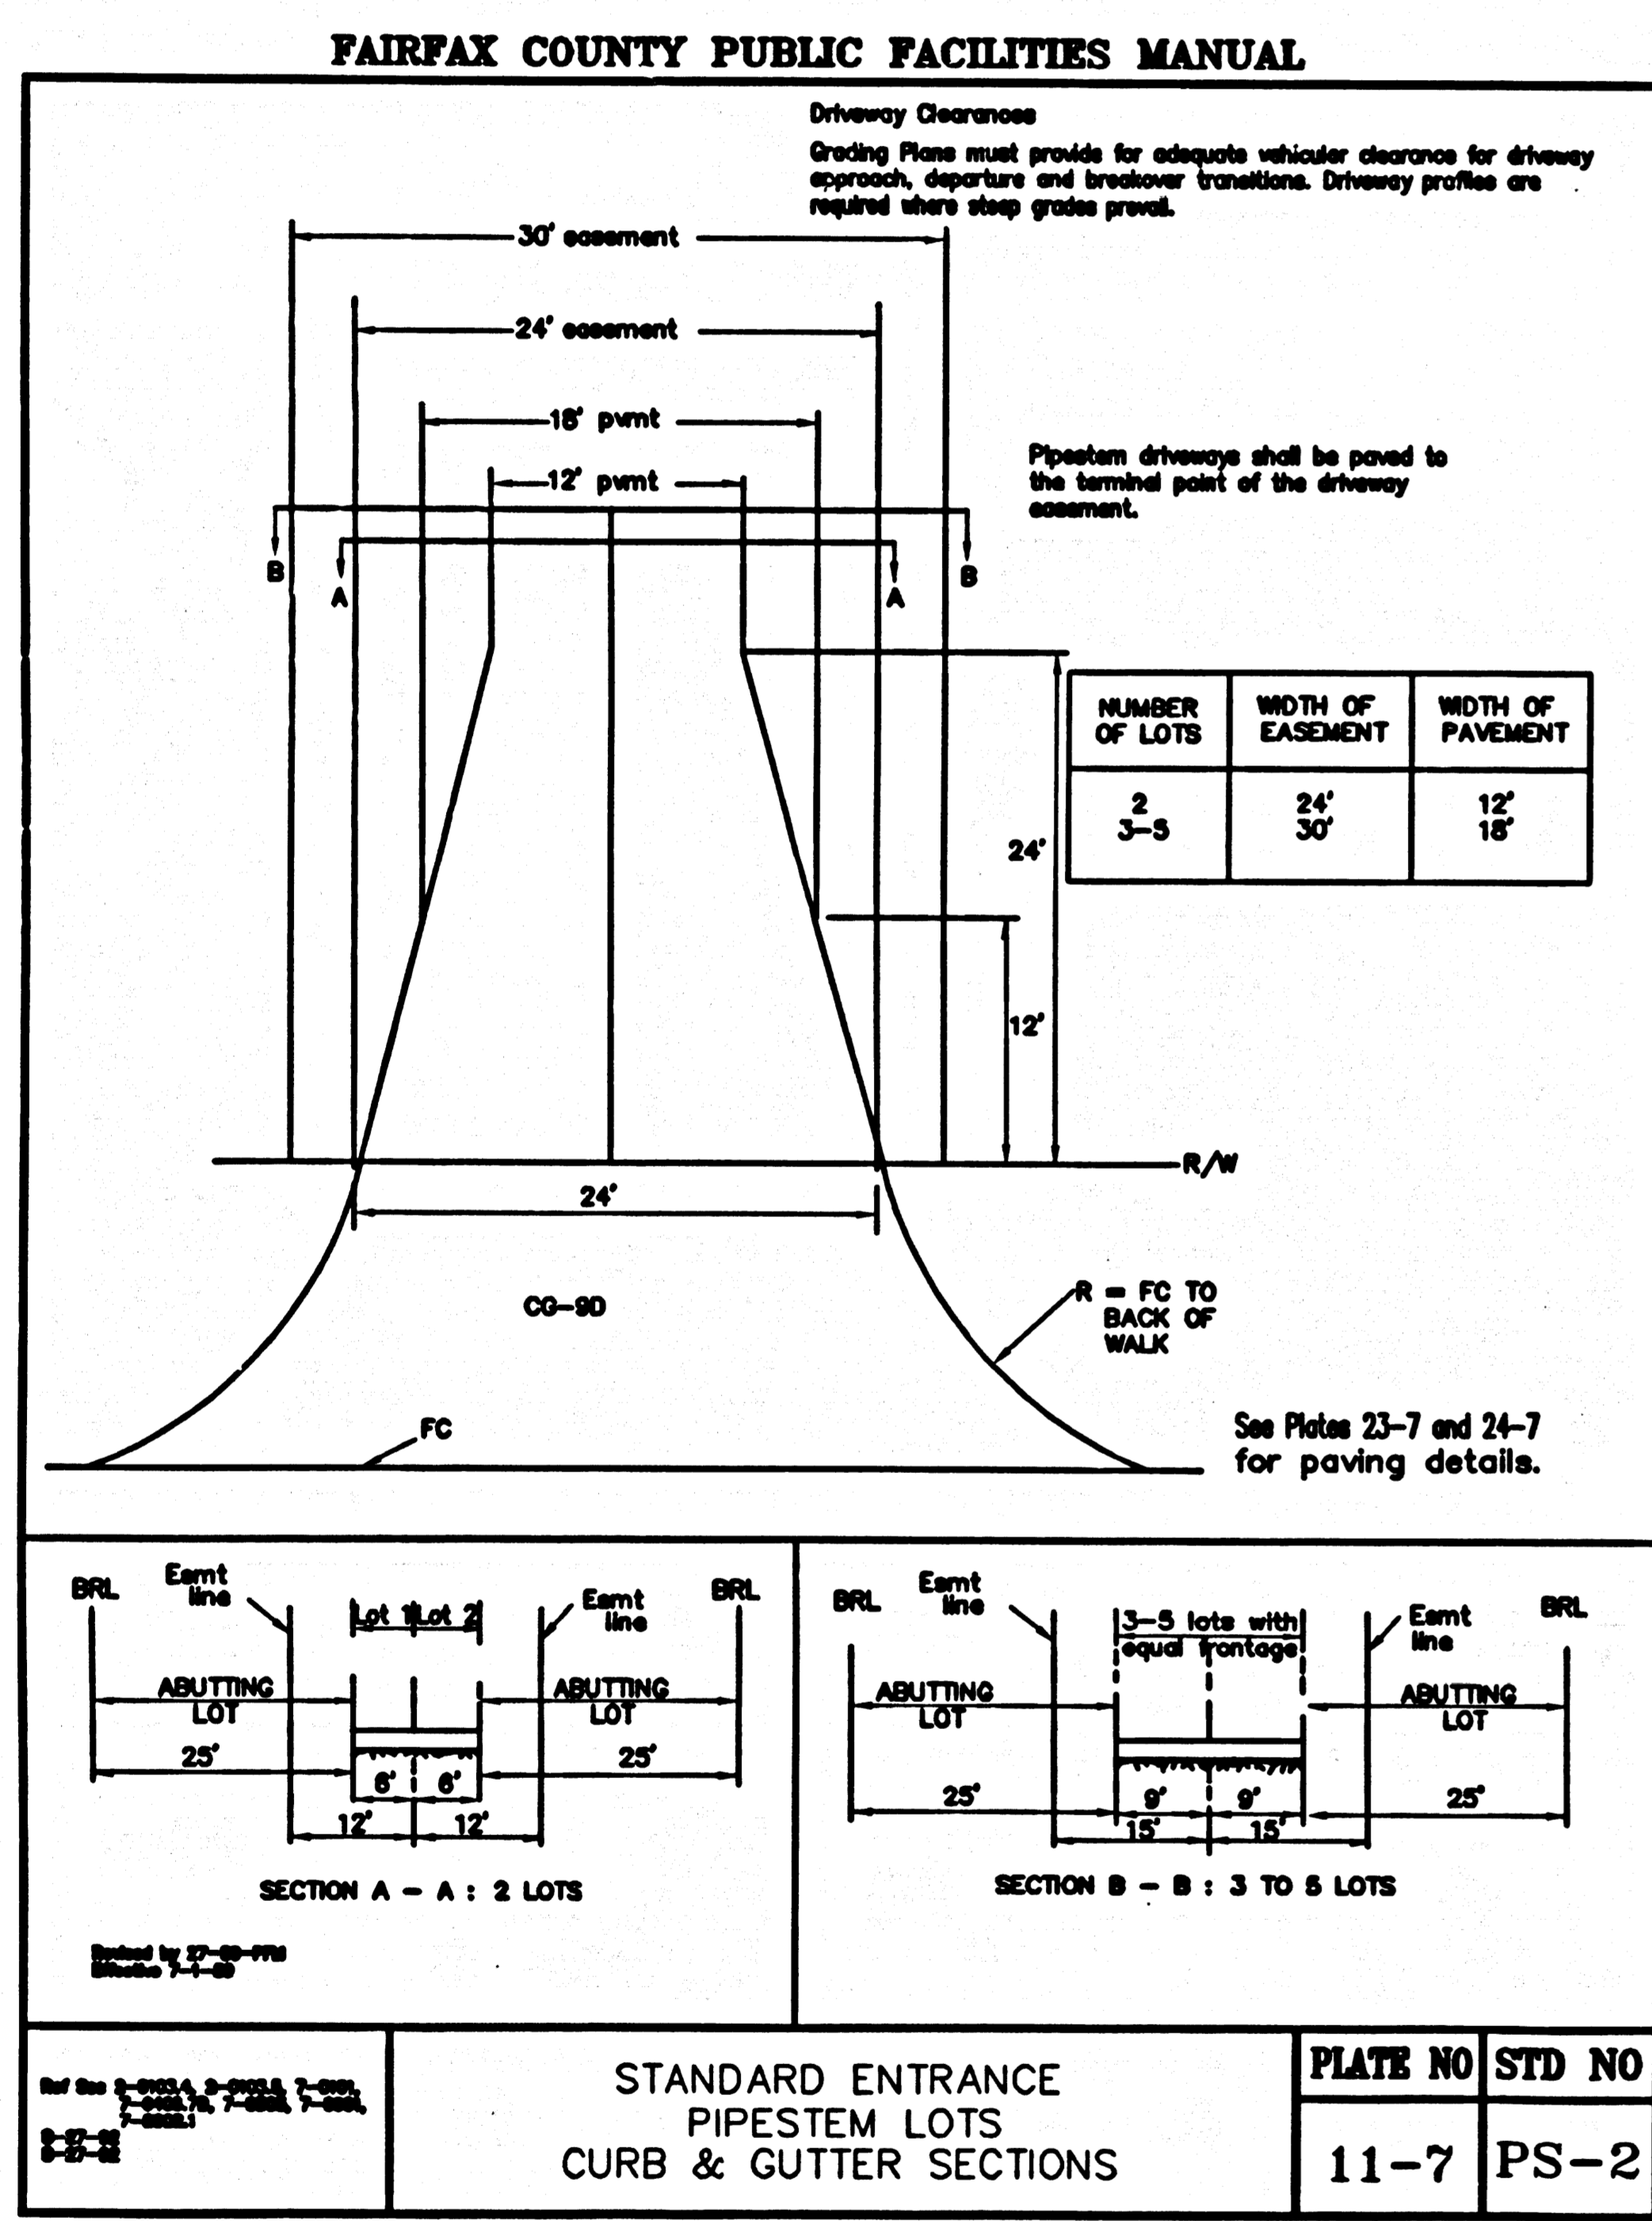 FAIRFAX COUNTY PUBLIC FACILITIES MANUAL
Driveway Clearances
Grading Plans must provide for adequate vehicular clearance for driveway
approach, departure and breakover transitions. Driveway profiles are
required where steep grades prevail.
30' easement
24' easement
18' pvmt
12' pvmt
Pipestem driveways shall be paved to
the terminal point of the driveway
easement.
B
A
A
B
NUMBER OF LOTS WIDTH OF EASEMENT WIDTH OF PAVEMENT
2 24' 12'
3-5 30' 18'
24'
12'
R/W
24'
CG-9D
R = FC TO
BACK OF
WALK
FC
See Plates 23-7 and 24-7
for paving details.
BRL
Esmt
line
Lot 1 Lot 2
Esmt
line
BRL
ABUTTING
LOT
ABUTTING
LOT
25'
25'
6' 6'
12' 12'
SECTION A - A : 2 LOTS
BRL
Esmt
line
3-5 lots with
equal frontage
Esmt
line
BRL
ABUTTING
LOT
ABUTTING
LOT
25'
9' 9'
25'
15' 15'
SECTION B - B : 3 TO 5 LOTS
Revised by
Effective
Ref Sec
STANDARD ENTRANCE
PIPESTEM LOTS
CURB & GUTTER SECTIONS
PLATE NO
STD NO
11-7
PS-2